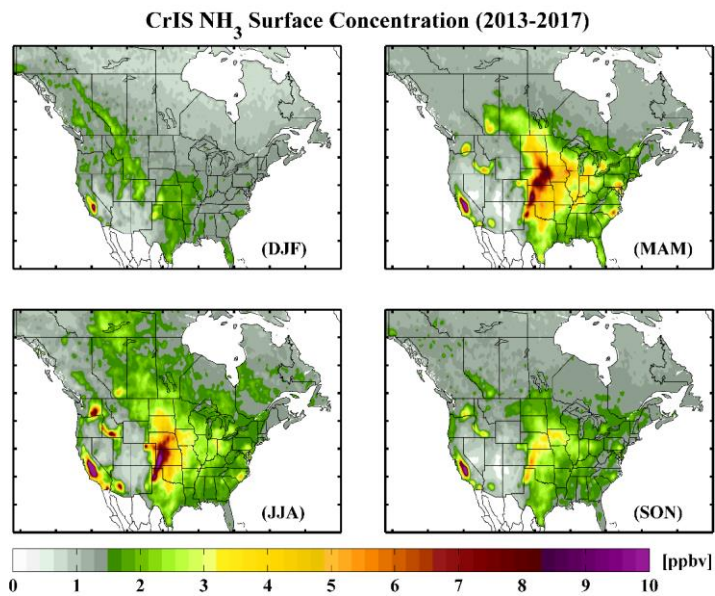 CrIS NH3 Surface Concentration (2013-2017)
(DJF)
(MAM)
(JJA)
(SON)
[ppbv]
0 1 2 3 4 5 6 7 8 9 10